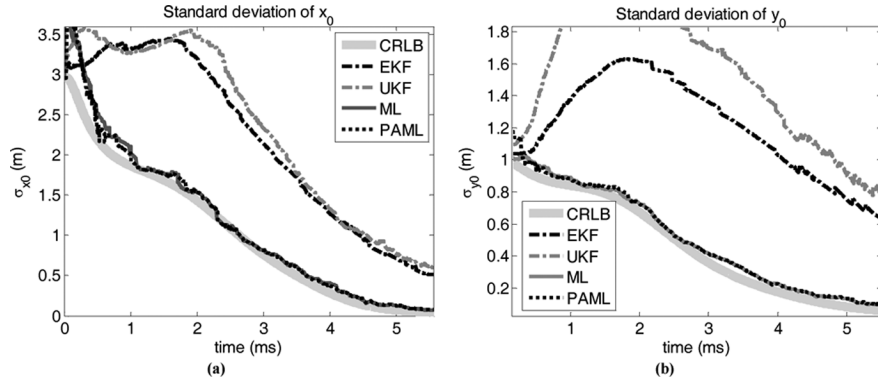 Standard deviation of x0
3.5
3
2.5
2
1.5
1
0.5
0
σx0 (m)
CRLB
EKF
UKF
ML
PAML
0 1 2 3 4 5
time (ms)
(a)
Standard deviation of y0
1.8
1.6
1.4
1.2
1
0.8
0.6
0.4
0.2
σy0 (m)
CRLB
EKF
UKF
ML
PAML
1 2 3 4 5
time (ms)
(b)